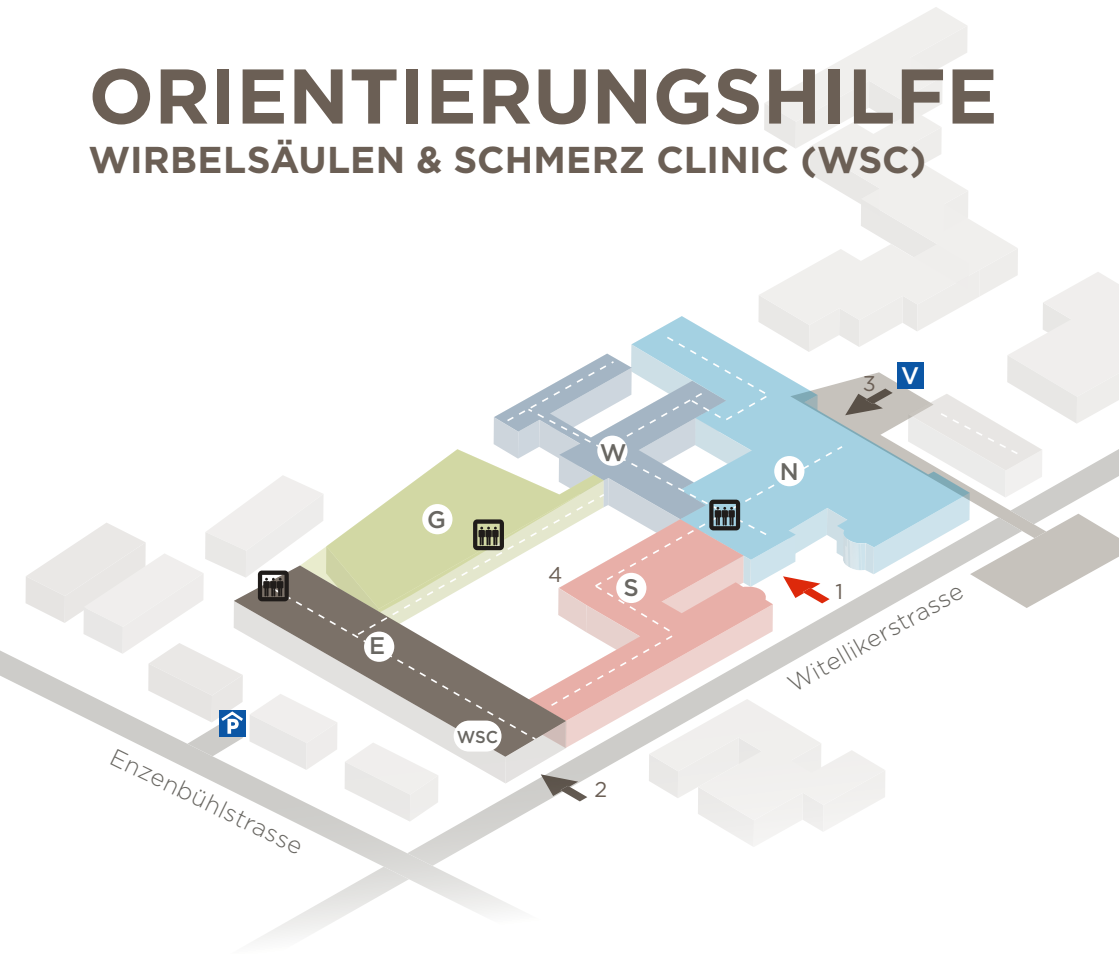 ORIENTIERUNGSHILFE
WIRBELSÄULEN & SCHMERZ CLINIC (WSC)
3
V
W
N
G
4
S
1
E
Witellikerstrasse
P
WSC
Enzenbühlstrasse
2